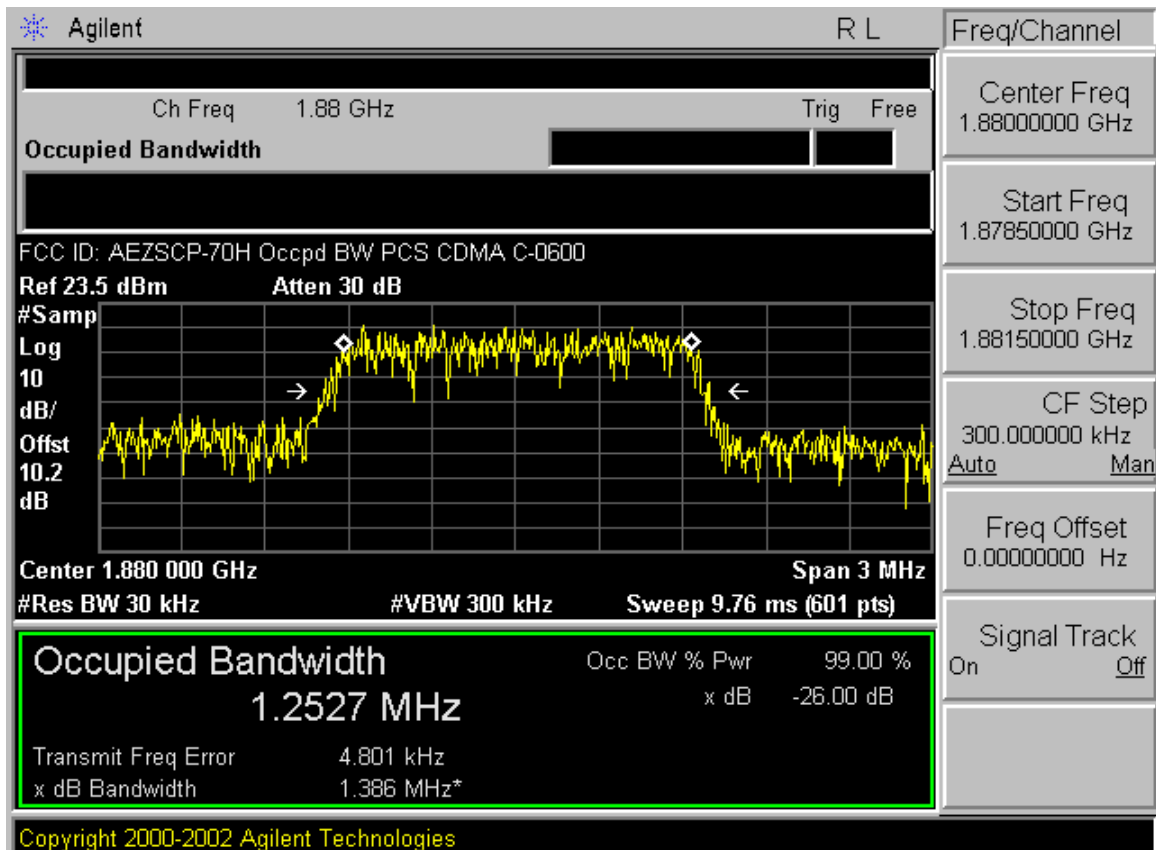 Agilent R L
Ch Freq 1.88 GHz Trig Free
Occupied Bandwidth
FCC ID: AEZSCP-70H Occpd BW PCS CDMA C-0600
Ref 23.5 dBm Atten 30 dB
#Samp
Log
10
dB/
Offst
10.2
dB
Center 1.880 000 GHz Span 3 MHz
#Res BW 30 kHz #VBW 300 kHz Sweep 9.76 ms (601 pts)
Occupied Bandwidth
1.2527 MHz
Occ BW % Pwr 99.00 %
x dB -26.00 dB
Transmit Freq Error 4.801 kHz
x dB Bandwidth 1.386 MHz*
Copyright 2000-2002 Agilent Technologies
Freq/Channel
Center Freq
1.88000000 GHz
Start Freq
1.87850000 GHz
Stop Freq
1.88150000 GHz
CF Step
300.000000 kHz
Auto Man
Freq Offset
0.00000000 Hz
Signal Track
On Off